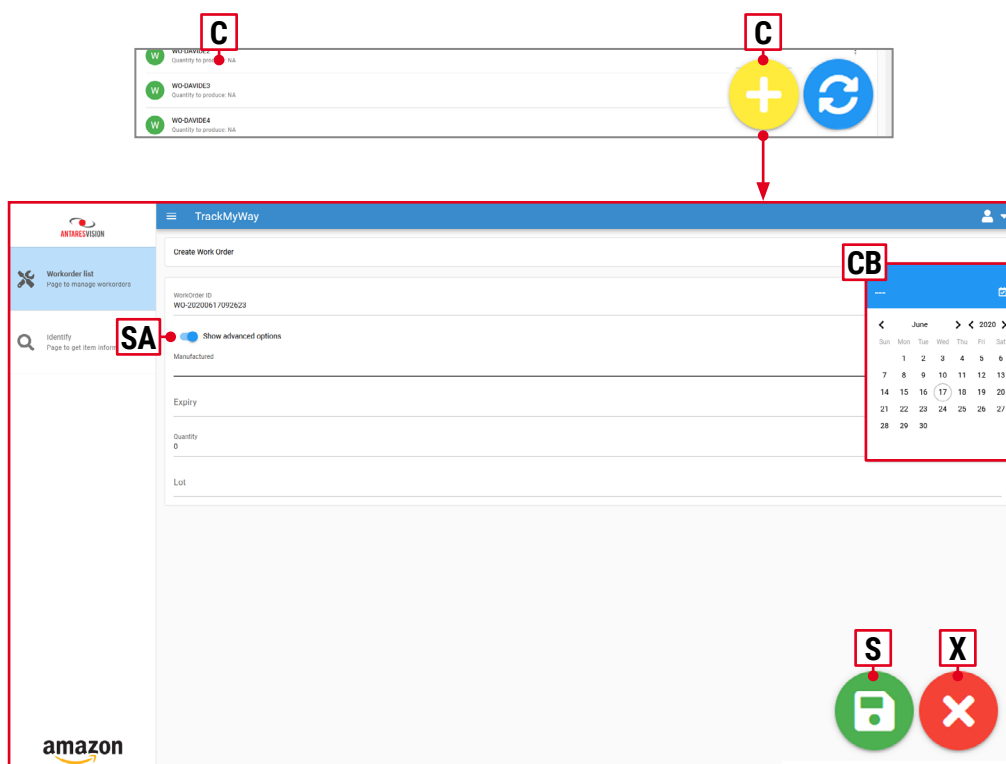 C
C
WO-DAVIDE2
W
Quantity to produce: NA
WO-DAVIDE3
W
Quantity to produce: NA
WO-DAVIDE4
W
Quantity to produce: NA
ANTARESVISION
TrackMyWay
Create Work Order
CB
Workorder list
Page to manage workorders
WorkOrder ID
WO-20200617092623
---
June 2020
Sun Mon Tue Wed Thu Fri Sat
1 2 3 4 5 6
7 8 9 10 11 12 13
14 15 16 17 18 19 20
21 22 23 24 25 26 27
28 29 30
Identify
Page to get item inform
SA
Show advanced options
Manufactured
Expiry
Quantity
0
Lot
S
X
amazon